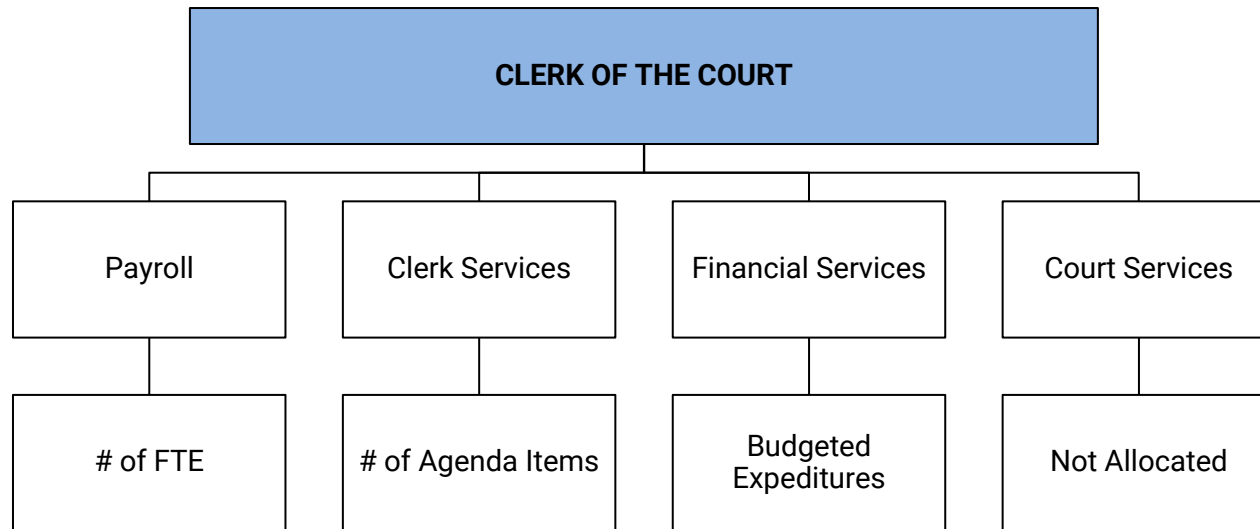 CLERK OF THE COURT
Payroll
Clerk Services
Financial Services
Court Services
# of FTE
# of Agenda Items
Budgeted
Expeditures
Not Allocated